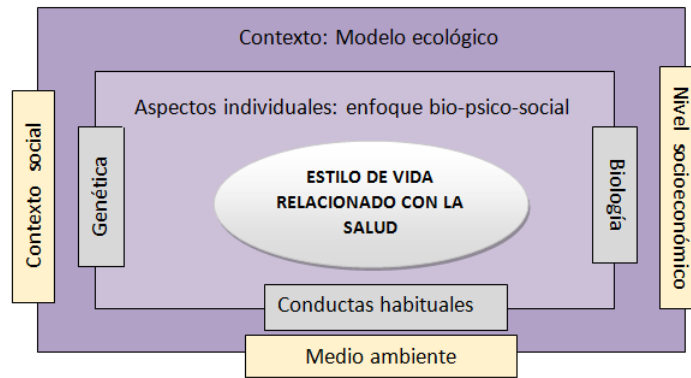 Contexto: Modelo ecológico
Aspectos individuales: enfoque bio-psico-social
Contexto social
Genética
ESTILO DE VIDA
RELACIONADO CON LA
SALUD
Biología
Nivel socioeconómico
Conductas habituales
Medio ambiente